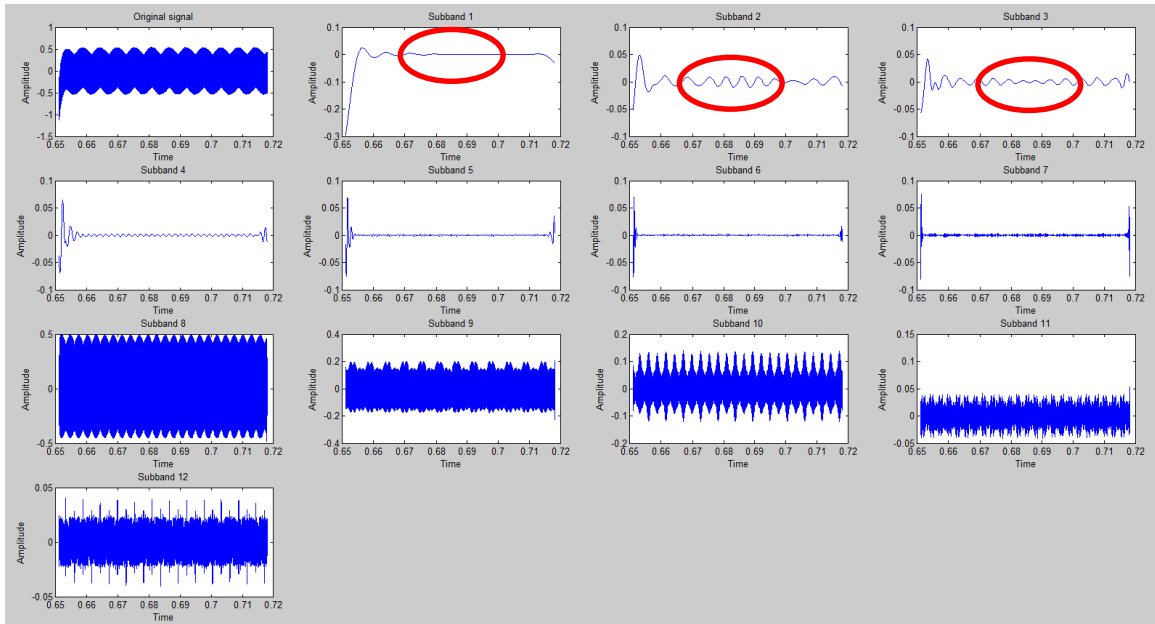 Original signal
1
0.5
0
-0.5
-1
-1.5
Amplitude
0.65 0.66 0.67 0.68 0.69 0.7 0.71 0.72
Time
Subband 1
0.1
0
-0.1
-0.2
-0.3
Amplitude
0.65 0.66 0.67 0.68 0.69 0.7 0.71 0.72
Time
Subband 2
0.1
0.05
0
-0.05
-0.1
Amplitude
0.65 0.66 0.67 0.68 0.69 0.7 0.71 0.72
Time
Subband 3
0.1
0.05
0
-0.05
-0.1
Amplitude
0.65 0.66 0.67 0.68 0.69 0.7 0.71 0.72
Time
Subband 4
0.1
0.05
0
-0.05
-0.1
Amplitude
0.65 0.66 0.67 0.68 0.69 0.7 0.71 0.72
Time
Subband 5
0.1
0.05
0
-0.05
-0.1
Amplitude
0.65 0.66 0.67 0.68 0.69 0.7 0.71 0.72
Time
Subband 6
0.1
0.05
0
-0.05
-0.1
Amplitude
0.65 0.66 0.67 0.68 0.69 0.7 0.71 0.72
Time
Subband 7
0.1
0.05
0
-0.05
-0.1
Amplitude
0.65 0.66 0.67 0.68 0.69 0.7 0.71 0.72
Time
Subband 8
0.5
0
-0.5
Amplitude
0.65 0.66 0.67 0.68 0.69 0.7 0.71 0.72
Time
Subband 9
0.4
0.2
0
-0.2
-0.4
Amplitude
0.65 0.66 0.67 0.68 0.69 0.7 0.71 0.72
Time
Subband 10
0.2
0.1
0
-0.1
-0.2
Amplitude
0.65 0.66 0.67 0.68 0.69 0.7 0.71 0.72
Time
Subband 11
0.15
0.1
0.05
0
-0.05
Amplitude
0.65 0.66 0.67 0.68 0.69 0.7 0.71 0.72
Time
Subband 12
0.05
0
-0.05
Amplitude
0.65 0.66 0.67 0.68 0.69 0.7 0.71 0.72
Time